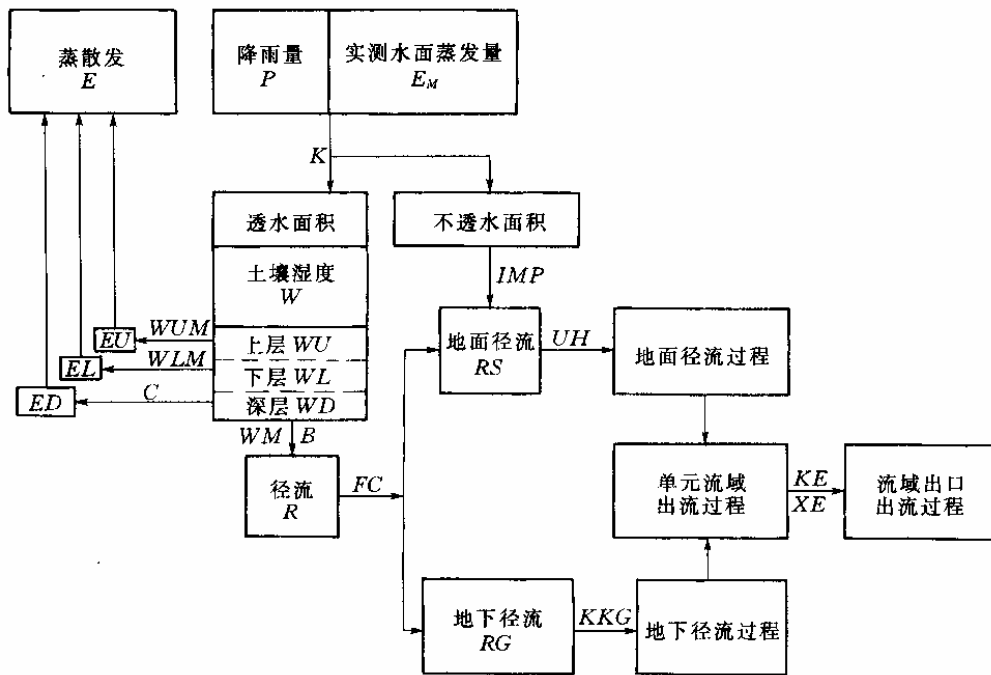 蒸散发
E
降雨量
P
实测水面蒸发量
E_M
K
透水面积
不透水面积
土壤湿度
W
IMP
EU
WUM
上层 WU
EL
WLM
下层 WL
ED
C
深层 WD
地面径流
RS
UH
地面径流过程
WM
B
径流
R
FC
单元流域
出流过程
KE
XE
流域出口
出流过程
地下径流
RG
KKG
地下径流过程